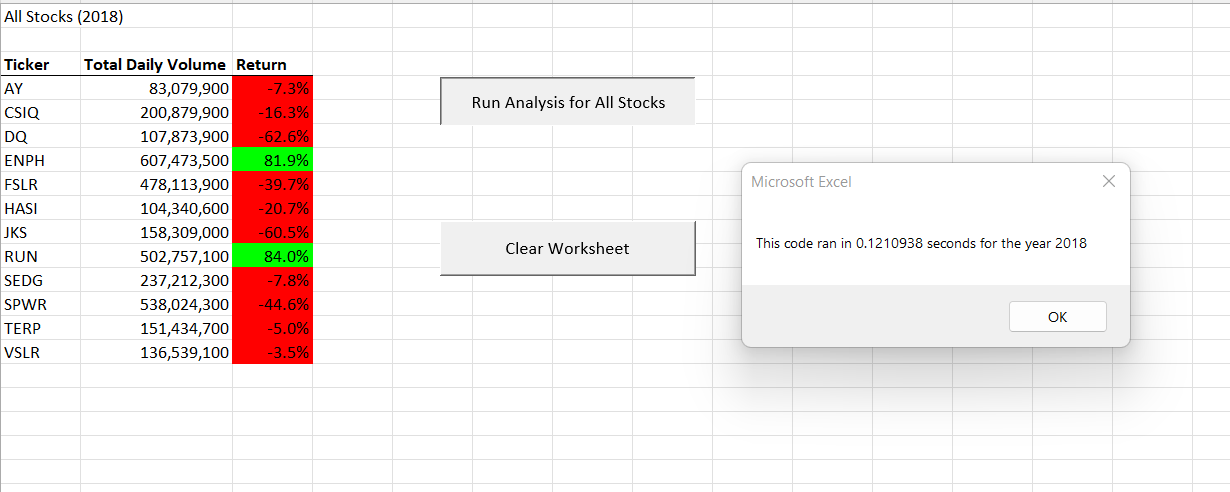 All Stocks (2018)
Ticker Total Daily Volume Return
AY 83,079,900 -7.3%
CSIQ 200,879,900 -16.3%
DQ 107,873,900 -62.6%
ENPH 607,473,500 81.9%
FSLR 478,113,900 -39.7%
HASI 104,340,600 -20.7%
JKS 158,309,000 -60.5%
RUN 502,757,100 84.0%
SEDG 237,212,300 -7.8%
SPWR 538,024,300 -44.6%
TERP 151,434,700 -5.0%
VSLR 136,539,100 -3.5%
Run Analysis for All Stocks
Clear Worksheet
Microsoft Excel
This code ran in 0.1210938 seconds for the year 2018
OK